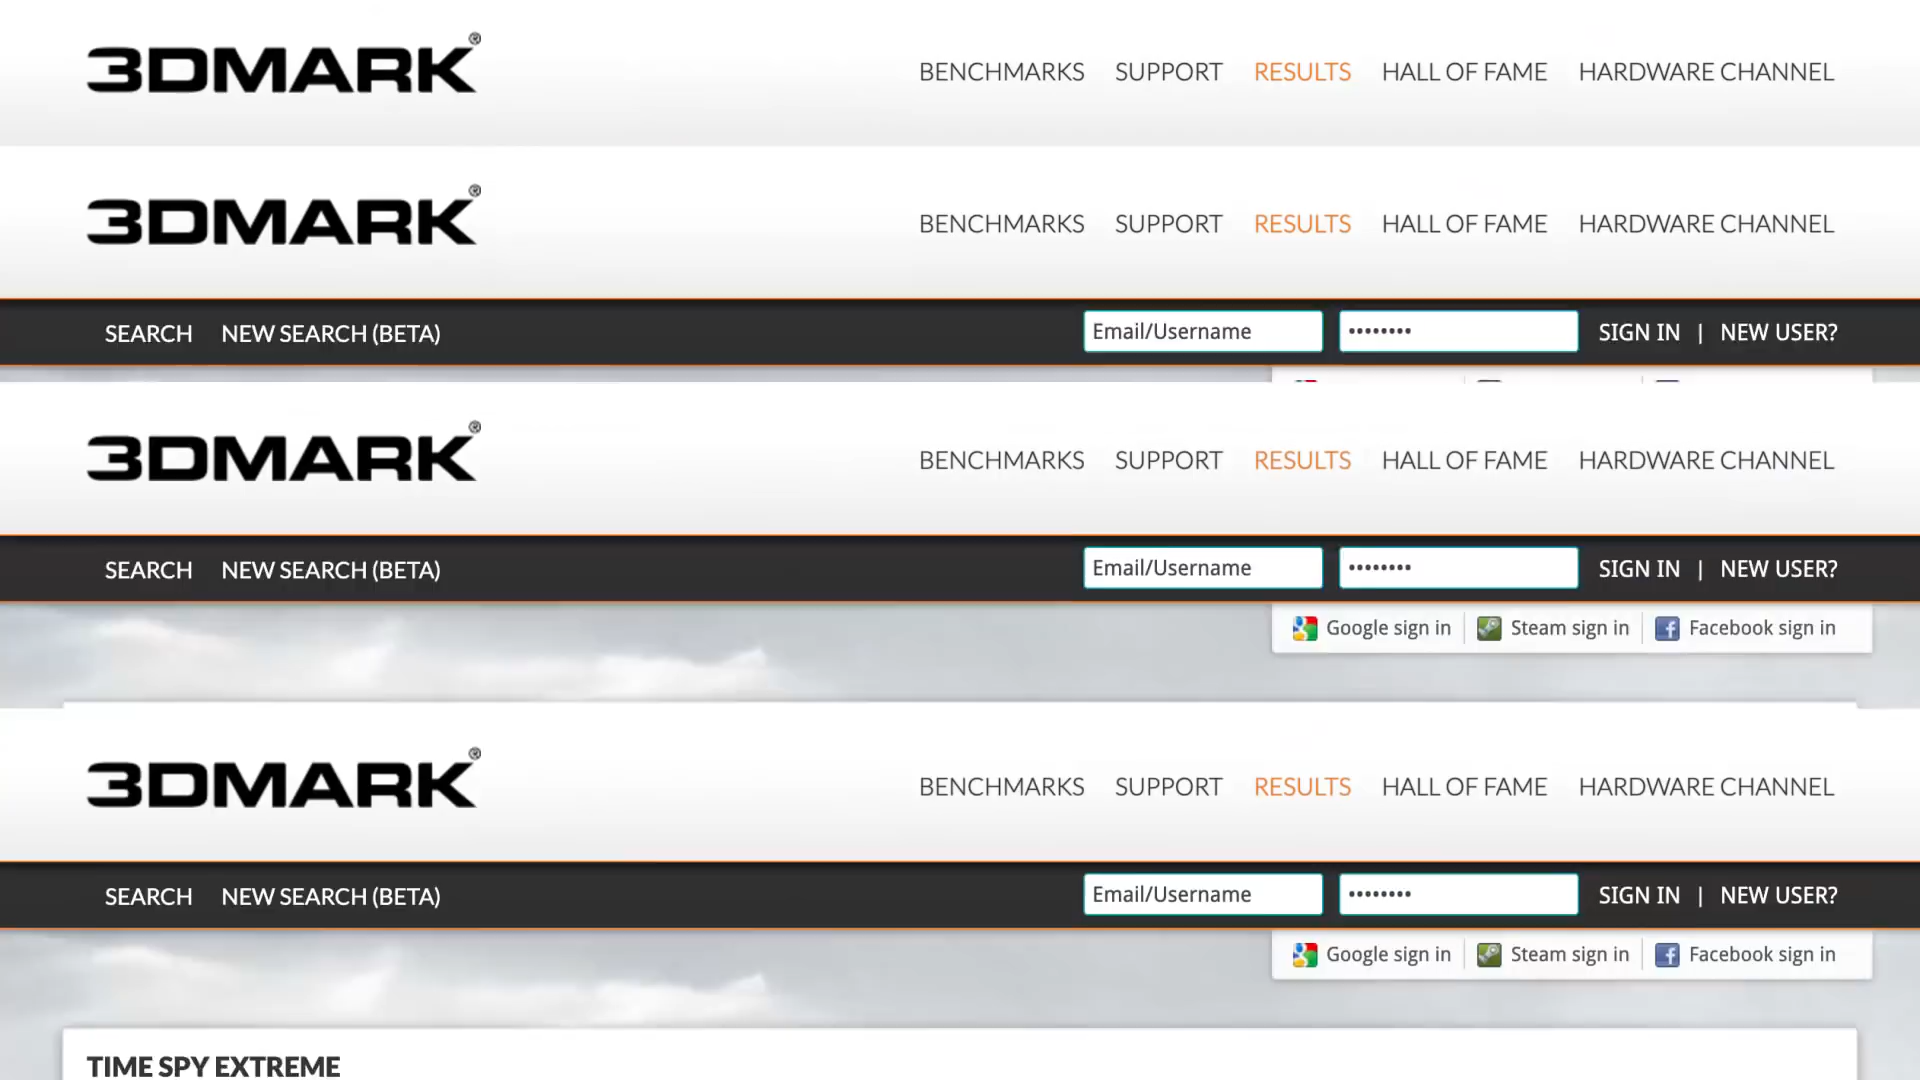 3DMARK®
BENCHMARKS SUPPORT RESULTS HALL OF FAME HARDWARE CHANNEL
3DMARK®
BENCHMARKS SUPPORT RESULTS HALL OF FAME HARDWARE CHANNEL
SEARCH NEW SEARCH (BETA) Email/Username •••••••• SIGN IN | NEW USER?
3DMARK®
BENCHMARKS SUPPORT RESULTS HALL OF FAME HARDWARE CHANNEL
SEARCH NEW SEARCH (BETA) Email/Username •••••••• SIGN IN | NEW USER?
Google sign in Steam sign in Facebook sign in
3DMARK®
BENCHMARKS SUPPORT RESULTS HALL OF FAME HARDWARE CHANNEL
SEARCH NEW SEARCH (BETA) Email/Username •••••••• SIGN IN | NEW USER?
Google sign in Steam sign in Facebook sign in
TIME SPY EXTREME